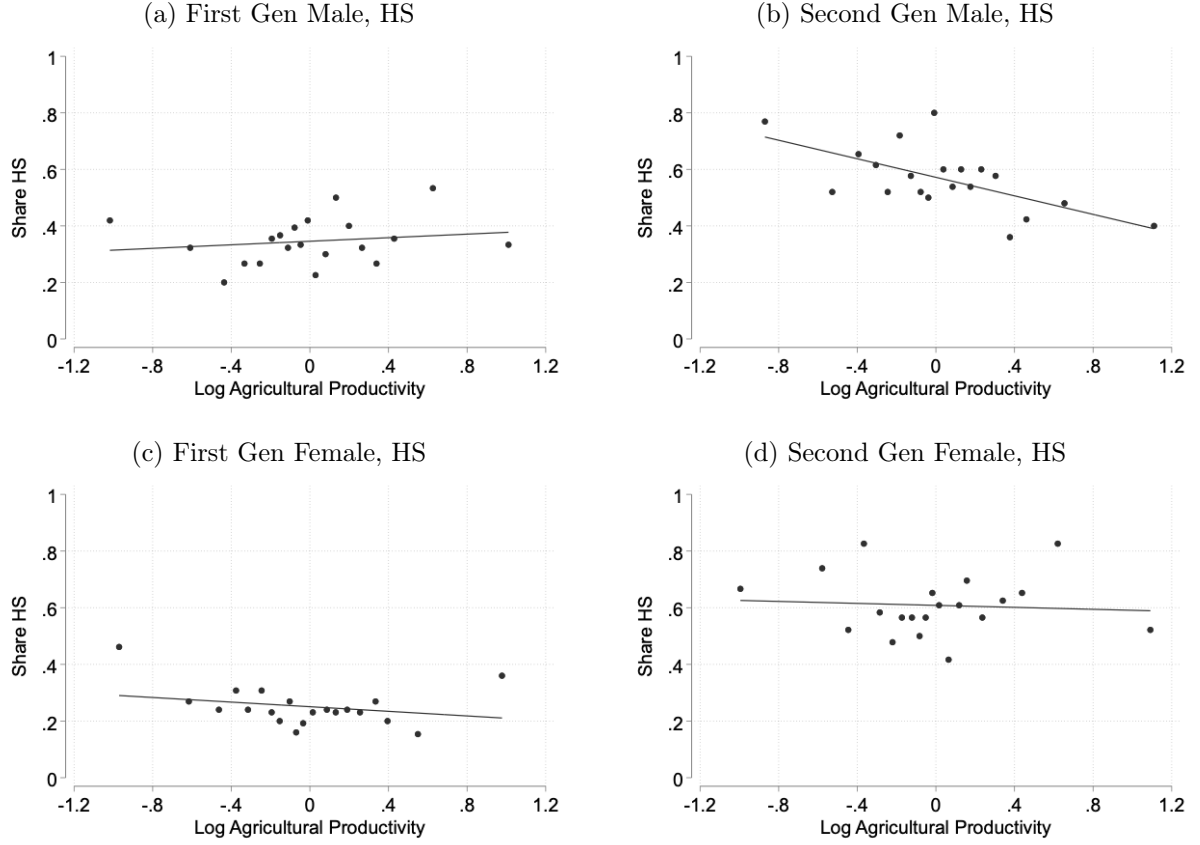 (a) First Gen Male, HS
1
.8
.6
.4
.2
0
Share HS
-1.2 -.8 -.4 0 .4 .8 1.2
Log Agricultural Productivity
(b) Second Gen Male, HS
1
.8
.6
.4
.2
0
Share HS
-1.2 -.8 -.4 0 .4 .8 1.2
Log Agricultural Productivity
(c) First Gen Female, HS
1
.8
.6
.4
.2
0
Share HS
-1.2 -.8 -.4 0 .4 .8 1.2
Log Agricultural Productivity
(d) Second Gen Female, HS
1
.8
.6
.4
.2
0
Share HS
-1.2 -.8 -.4 0 .4 .8 1.2
Log Agricultural Productivity